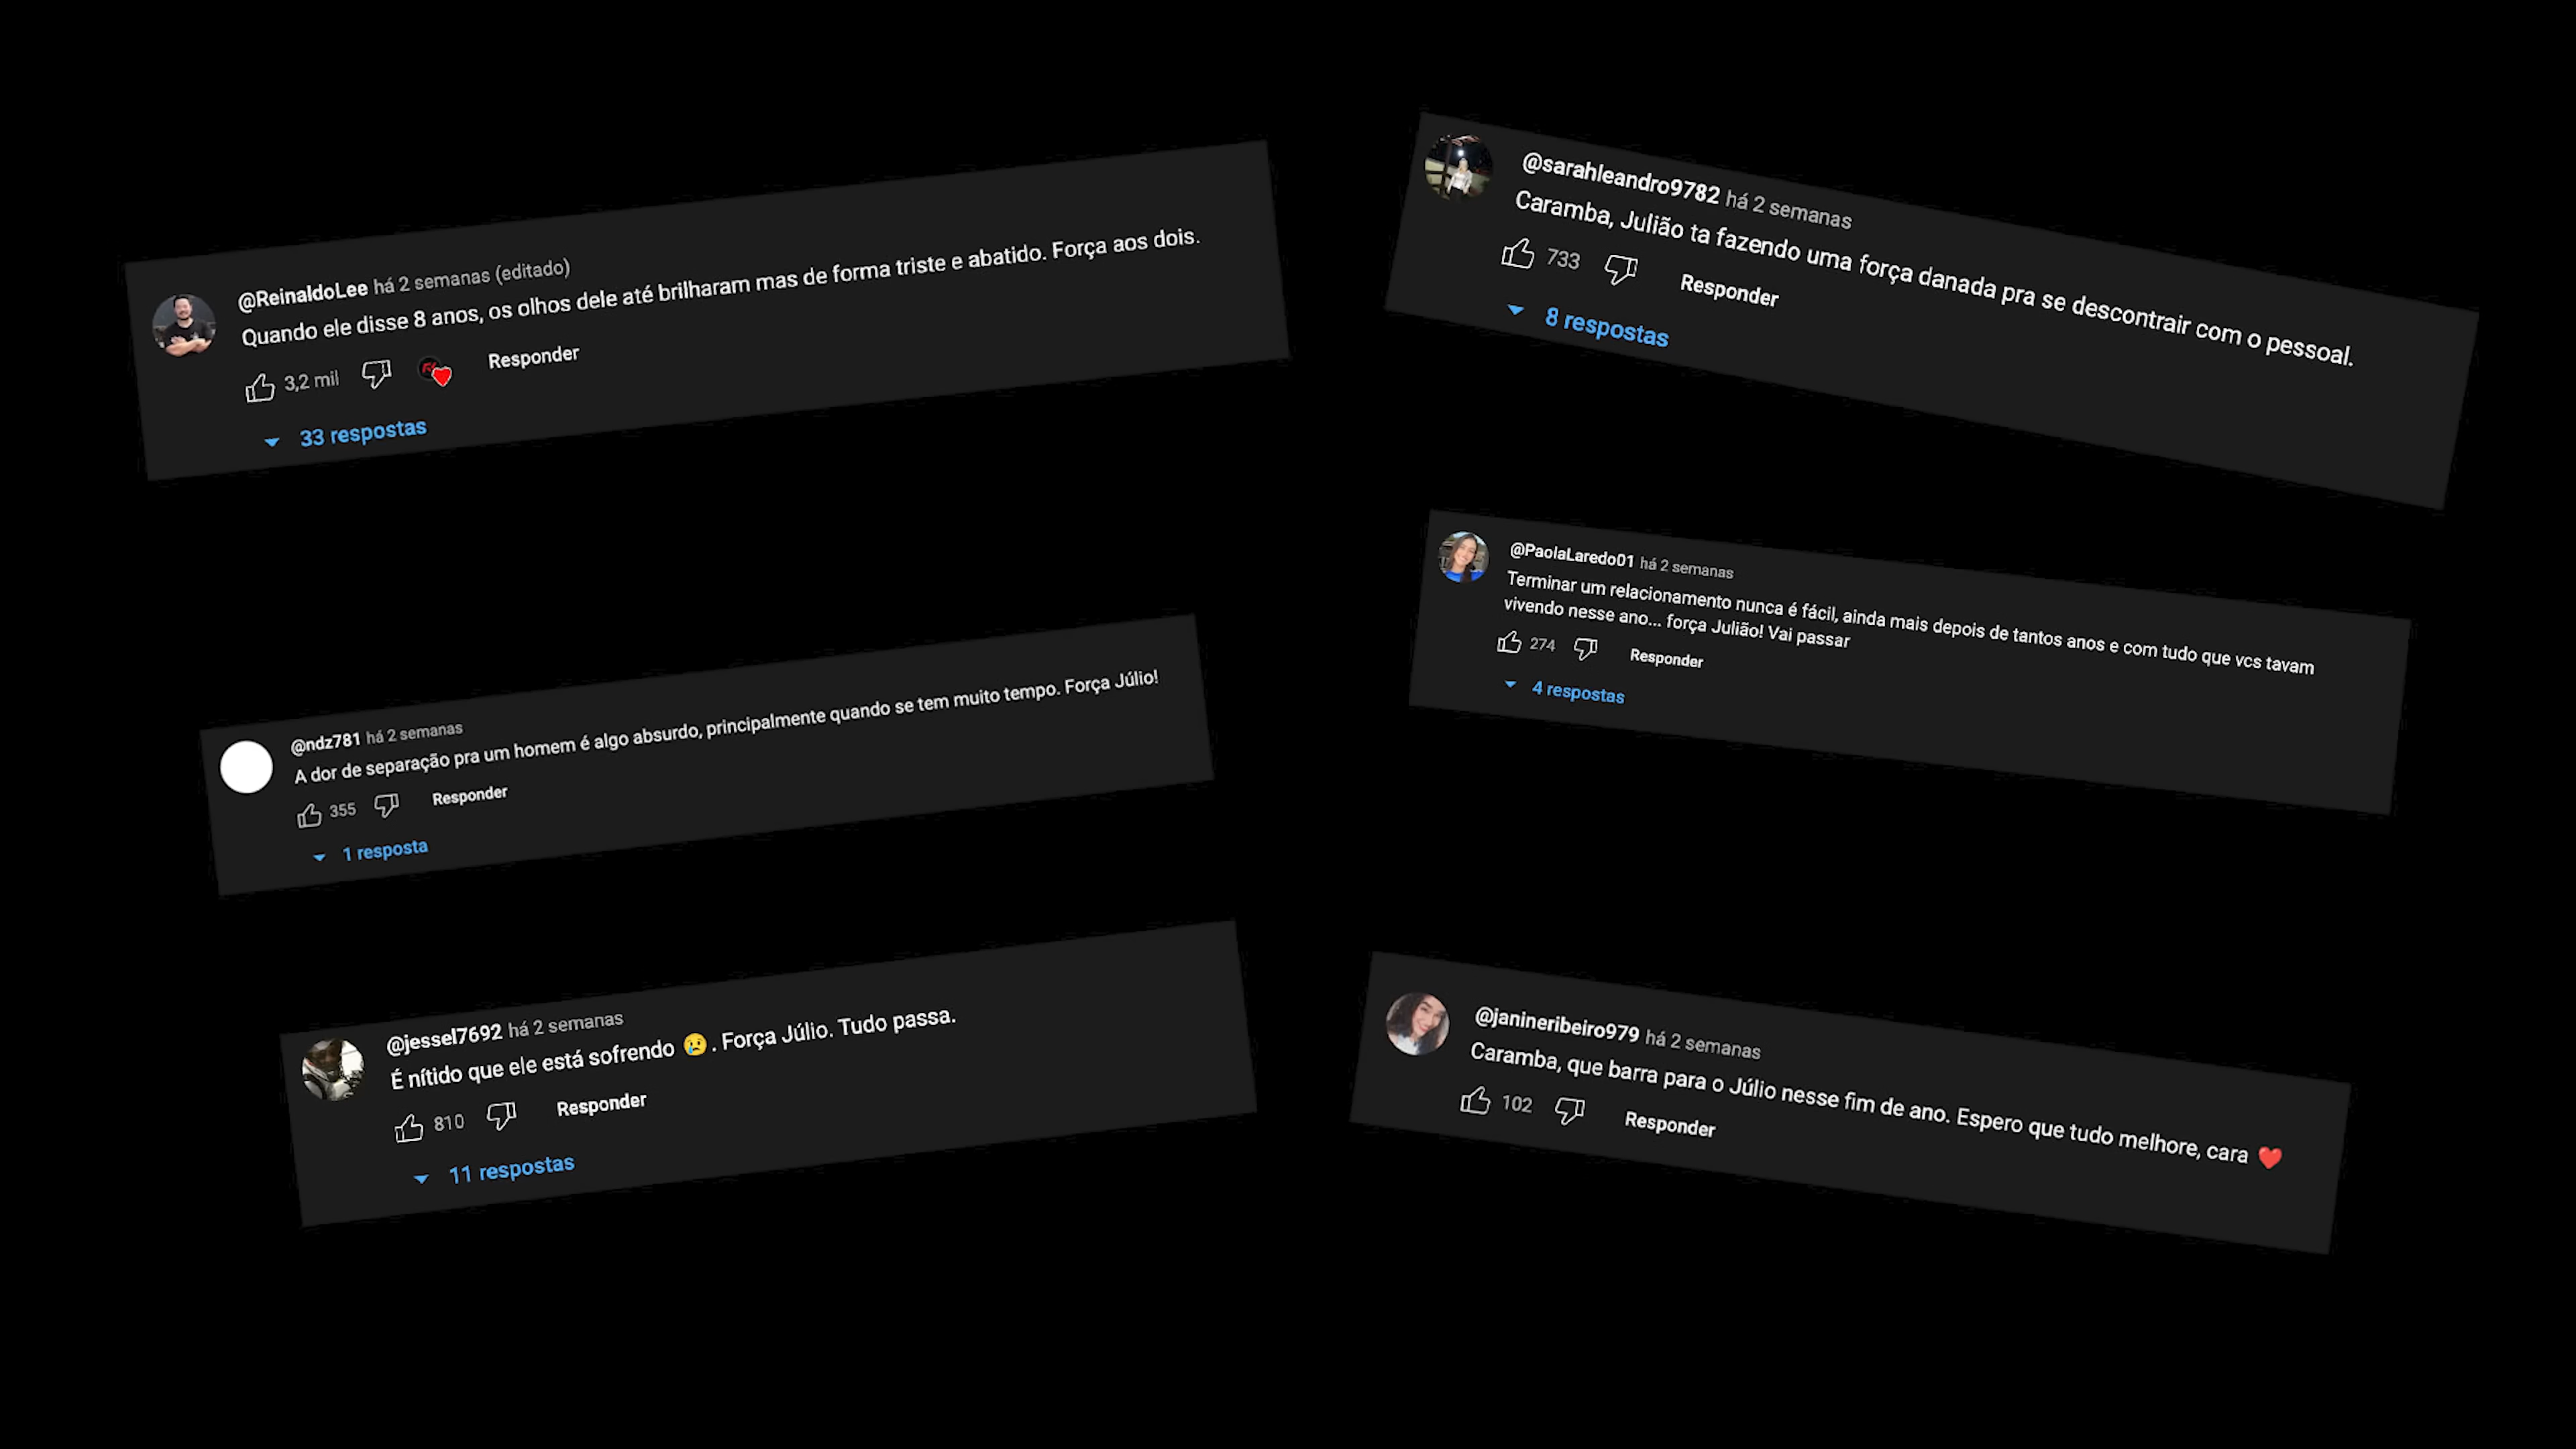 @ReinaldoLee há 2 semanas (editado)
Quando ele disse 8 anos, os olhos dele até brilharam mas de forma triste e abatido. Força aos dois.
3,2 mil Responder
33 respostas
@ndz781 há 2 semanas
A dor de separação pra um homem é algo absurdo, principalmente quando se tem muito tempo. Força Júlio!
355 Responder
1 resposta
@jessel7692 há 2 semanas
É nítido que ele está sofrendo 😢. Força Júlio. Tudo passa.
810 Responder
11 respostas
@sarahleandro9782 há 2 semanas
Caramba, Julião ta fazendo uma força danada pra se descontrair com o pessoal.
733 Responder
8 respostas
@PaolaLaredo01 há 2 semanas
Terminar um relacionamento nunca é fácil, ainda mais depois de tantos anos e com tudo que vcs tavam
vivendo nesse ano... força Julião! Vai passar
274 Responder
4 respostas
@janineribeiro979 há 2 semanas
Caramba, que barra para o Júlio nesse fim de ano. Espero que tudo melhore, cara ❤️
102 Responder